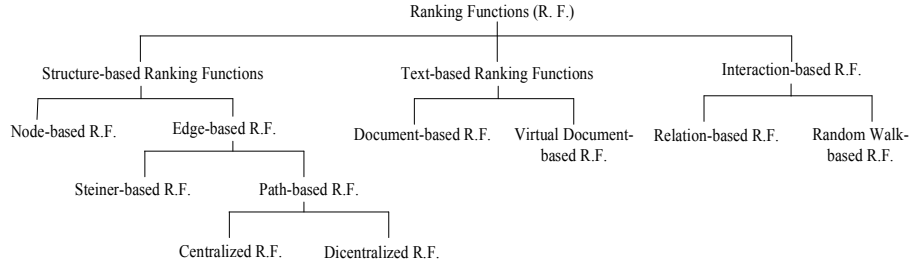 Ranking Functions (R. F.)
Structure-based Ranking Functions
Text-based Ranking Functions
Interaction-based R.F.
Node-based R.F.
Edge-based R.F.
Document-based R.F.
Virtual Document-
based R.F.
Relation-based R.F.
Random Walk-
based R.F.
Steiner-based R.F.
Path-based R.F.
Centralized R.F.
Dicentralized R.F.